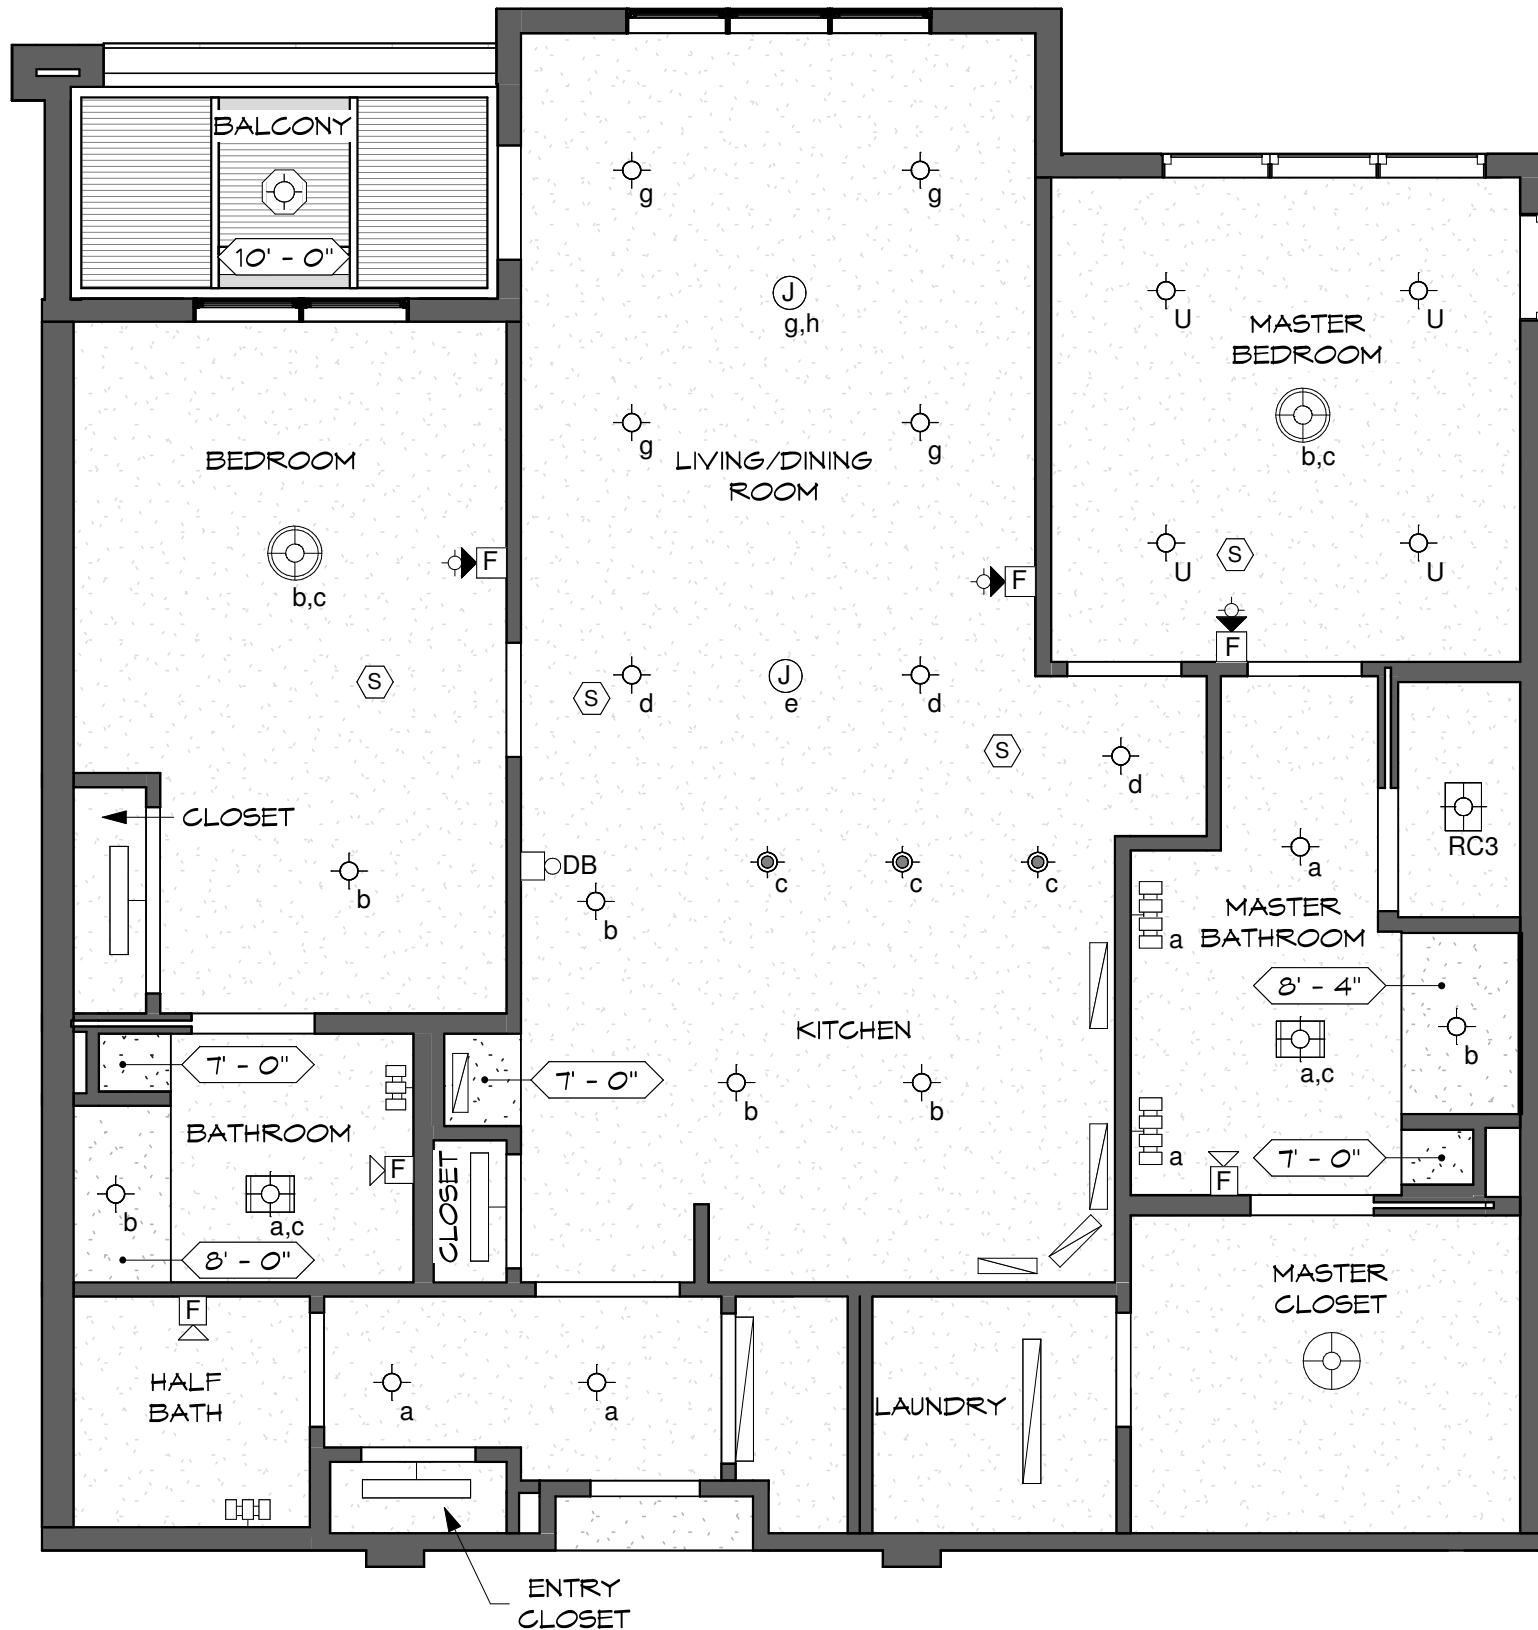 BALCONY
10' - 0"
g
g
J
g,h
g
g
LIVING/DINING
ROOM
U
U
MASTER
BEDROOM
b,c
U
U
S
F
BEDROOM
b,c
F
S
F
d
J
e
d
S
S
d
CLOSET
b
DB
b
c
c
c
RC3
a
MASTER
BATHROOM
a
8' - 4"
b
a,c
a
F
7' - 0"
KITCHEN
7' - 0"
b
b
7' - 0"
BATHROOM
F
b
a,c
8' - 0"
CLOSET
F
HALF
BATH
a
a
LAUNDRY
MASTER
CLOSET
ENTRY
CLOSET